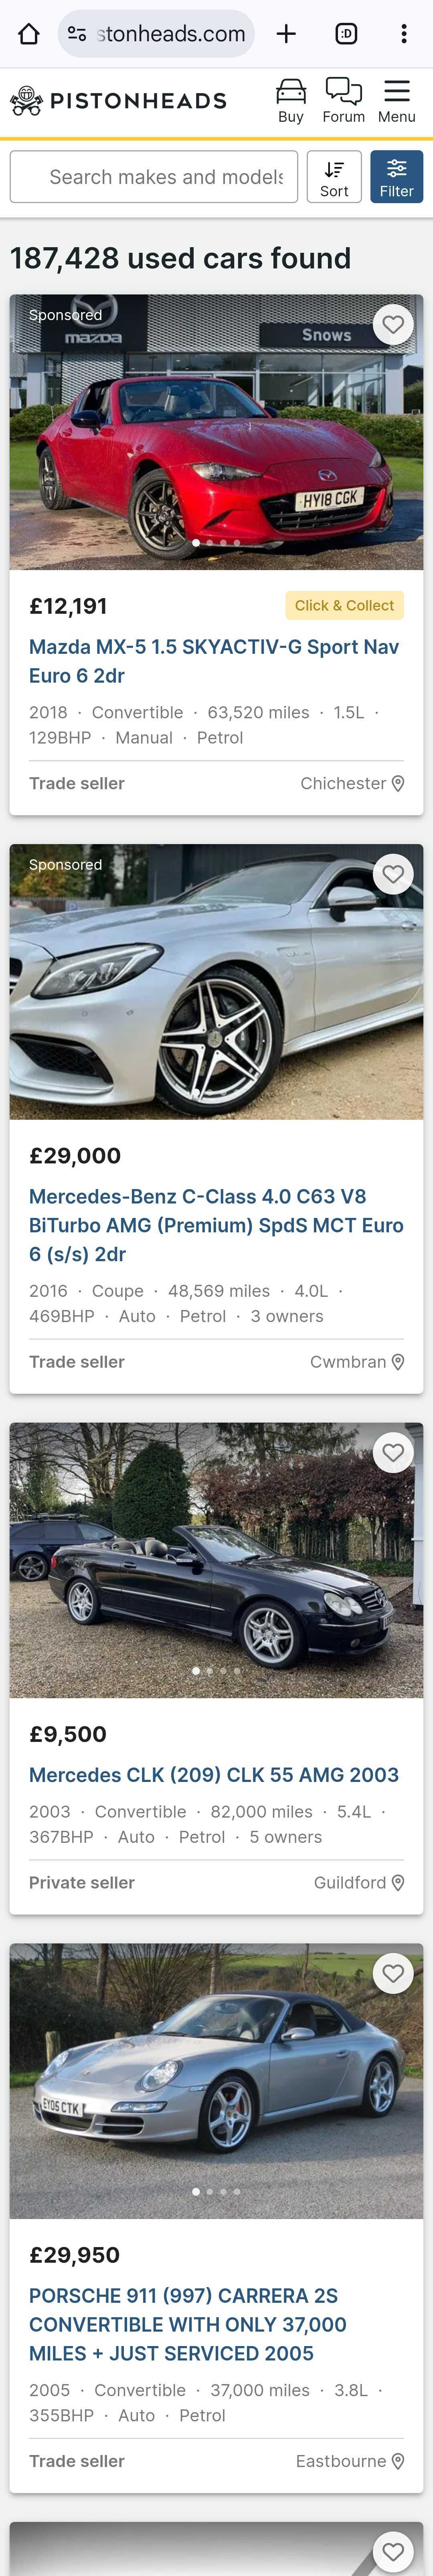 stonheads.com
:D
PISTONHEADS
Buy
Forum
Menu
Search makes and models
Sort
Filter
187,428 used cars found
Sponsored
mazda
Snows
HY18 CGK
£12,191
Click & Collect
Mazda MX-5 1.5 SKYACTIV-G Sport Nav
Euro 6 2dr
2018 · Convertible · 63,520 miles · 1.5L ·
129BHP · Manual · Petrol
Trade seller
Chichester
Sponsored
£29,000
Mercedes-Benz C-Class 4.0 C63 V8
BiTurbo AMG (Premium) SpdS MCT Euro
6 (s/s) 2dr
2016 · Coupe · 48,569 miles · 4.0L ·
469BHP · Auto · Petrol · 3 owners
Trade seller
Cwmbran
£9,500
Mercedes CLK (209) CLK 55 AMG 2003
2003 · Convertible · 82,000 miles · 5.4L ·
367BHP · Auto · Petrol · 5 owners
Private seller
Guildford
EY05 CTK
£29,950
PORSCHE 911 (997) CARRERA 2S
CONVERTIBLE WITH ONLY 37,000
MILES + JUST SERVICED 2005
2005 · Convertible · 37,000 miles · 3.8L ·
355BHP · Auto · Petrol
Trade seller
Eastbourne